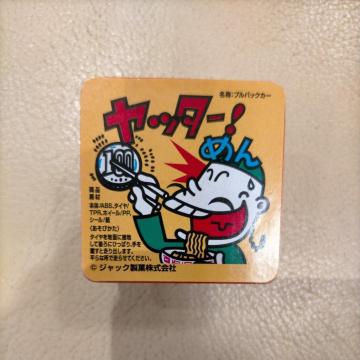 名称:プルバックカー
ヤッター!
めん
100
商品
素材
本体/ABS、タイヤ/
TPR、ホイール/PP、
シール/紙
(あそびかた)
タイヤを地面に接地
して後ろにひっぱり、手を
離すと走り出します。
平らな所で走らせてください。
©ジャック製菓株式会社